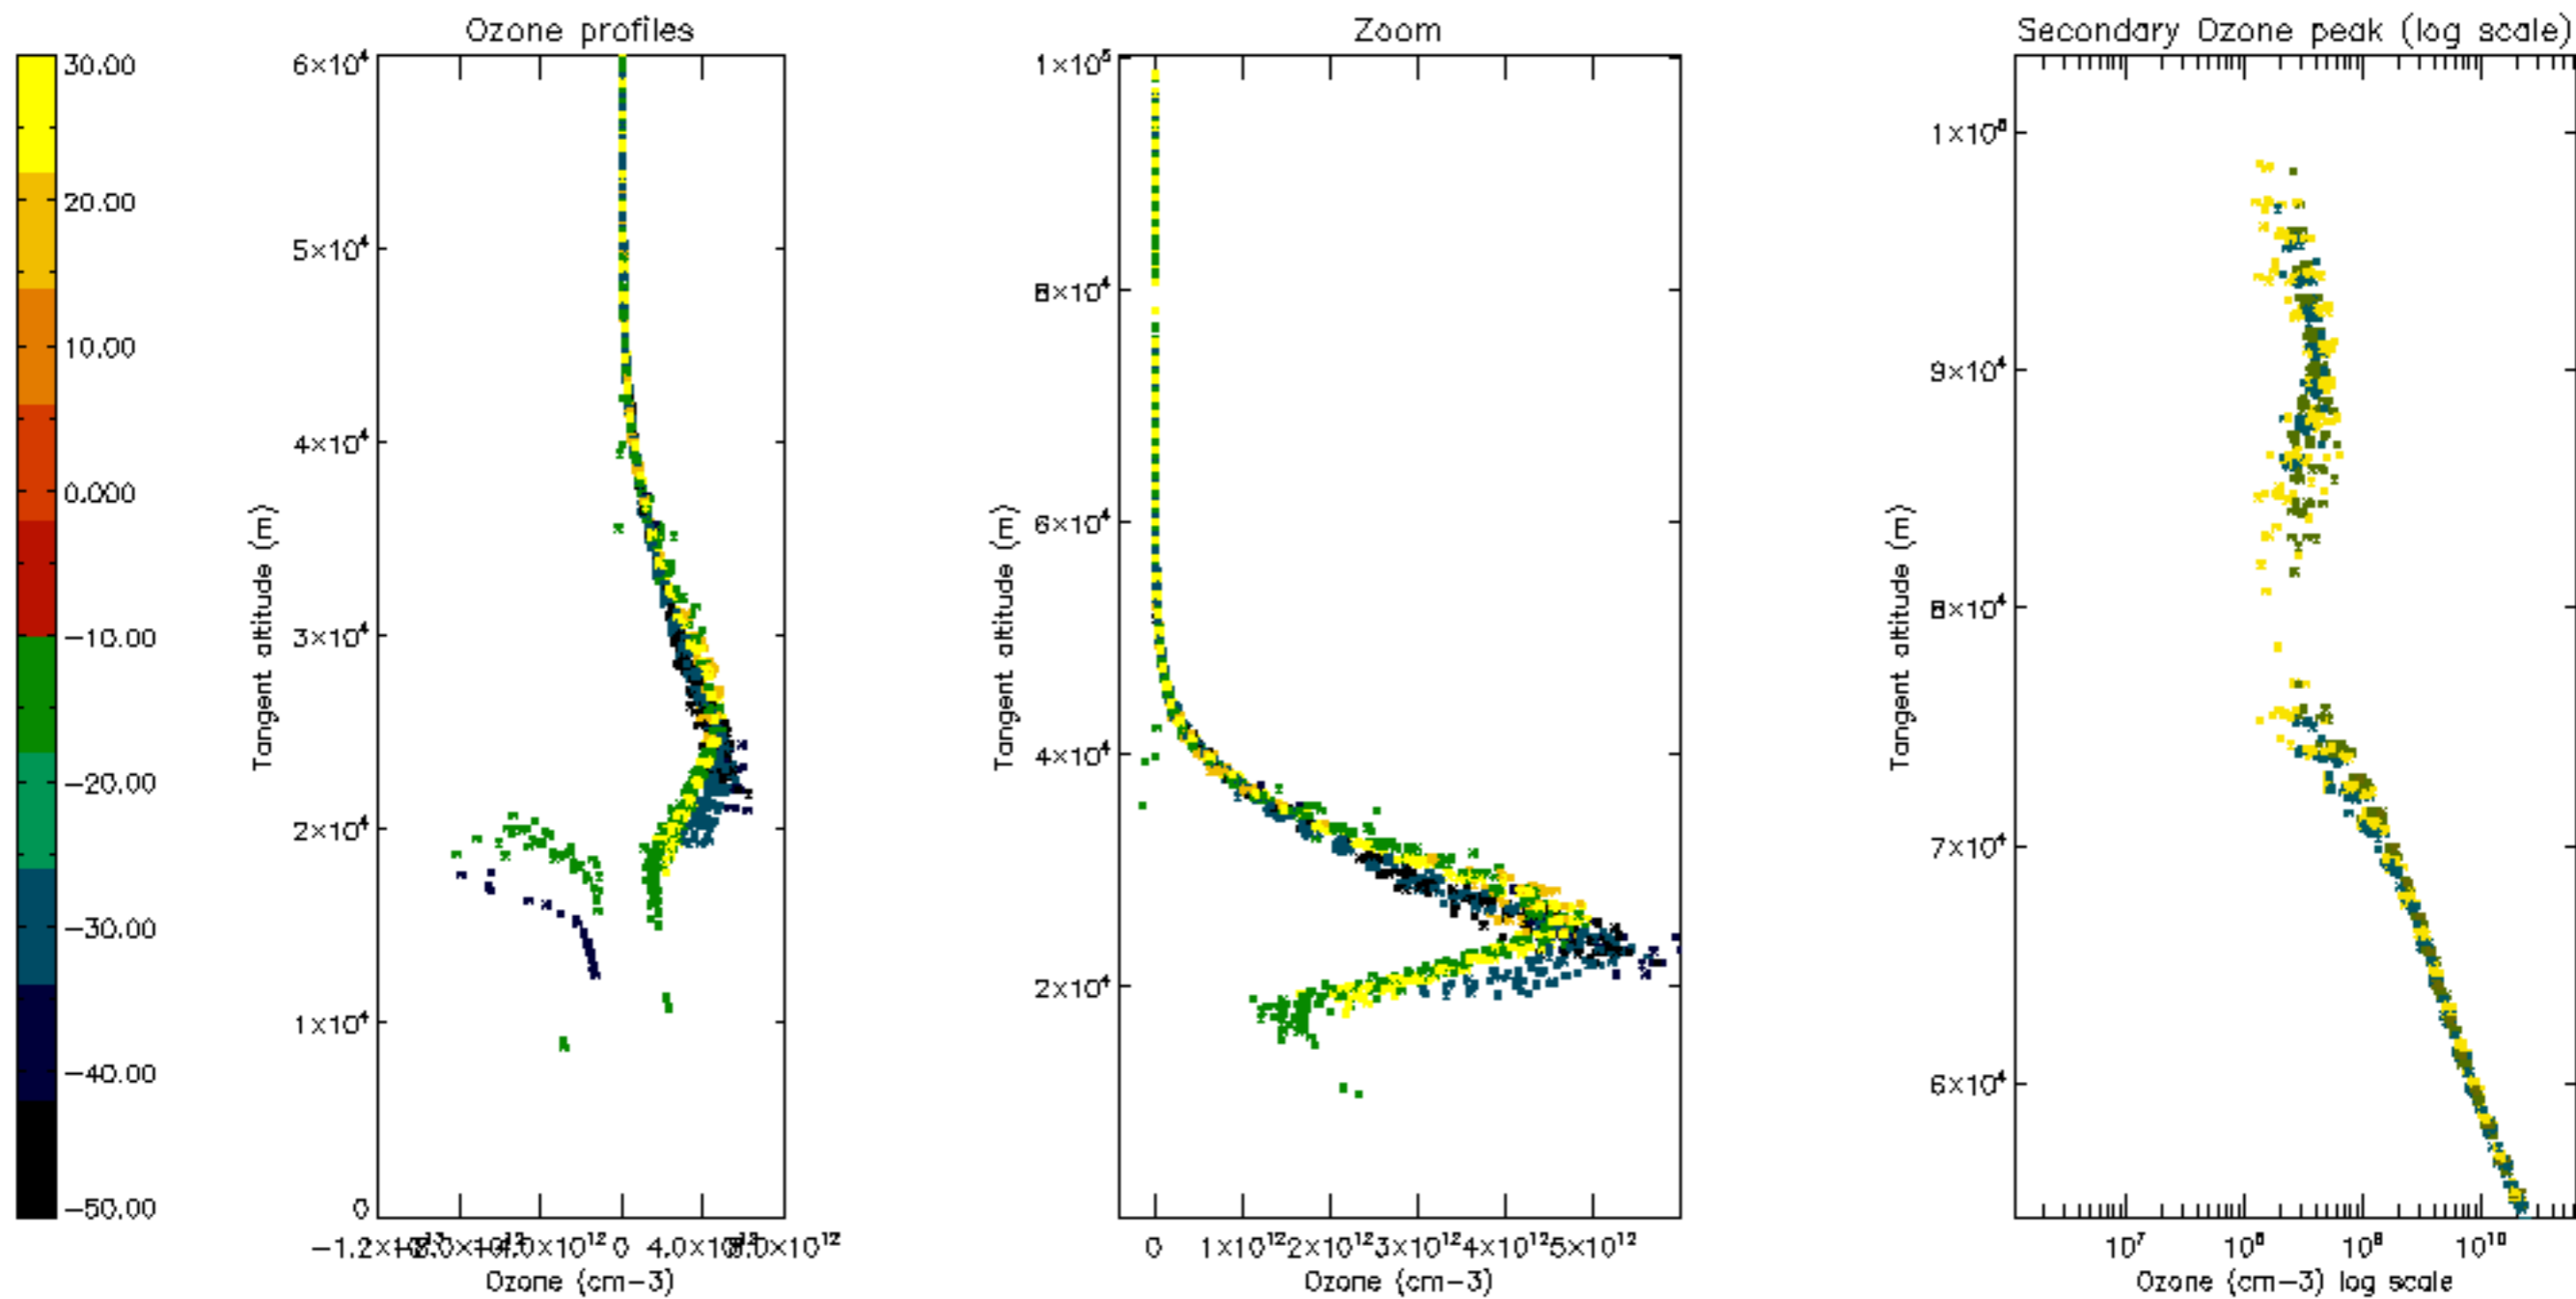 Ozone profiles
Zoom
Secondary Ozone peak (log scale)
30.00
20.00
10.00
0.000
−10.00
−20.00
−30.00
−40.00
−50.00
6×10⁴
5×10⁴
4×10⁴
3×10⁴
2×10⁴
1×10⁴
0
Tangent altitude (m)
0 4.0×10¹²
Ozone (cm−3)
1×10⁵
8×10⁴
6×10⁴
4×10⁴
2×10⁴
Tangent altitude (m)
0 1×10¹² 2×10¹² 3×10¹² 4×10¹² 5×10¹²
Ozone (cm−3)
9×10⁴
8×10⁴
7×10⁴
6×10⁴
Tangent altitude (m)
10⁷ 10⁸ 10⁹ 10¹⁰
Ozone (cm−3) log scale